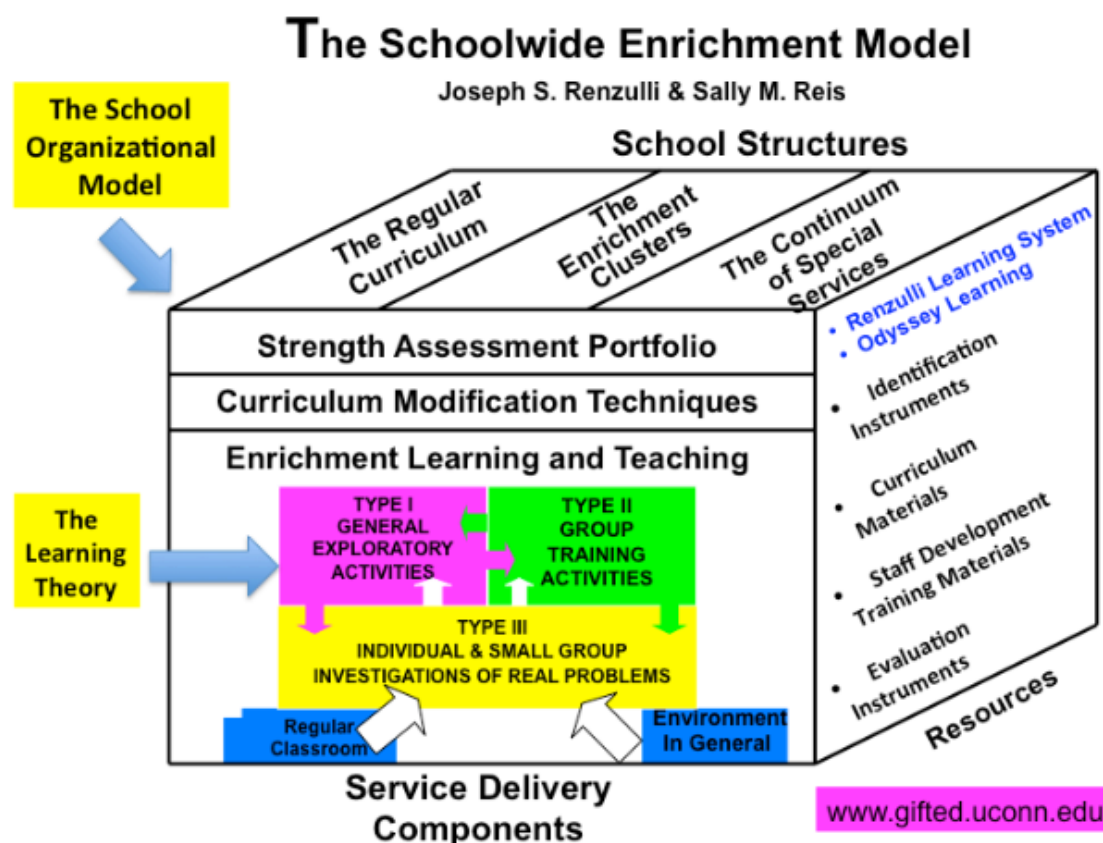 The Schoolwide Enrichment Model
Joseph S. Renzulli & Sally M. Reis
The School
Organizational
Model
School Structures
The Regular
Curriculum
The
Enrichment
Clusters
The Continuum
of Special
Services
Strength Assessment Portfolio
Curriculum Modification Techniques
Enrichment Learning and Teaching
The
Learning
Theory
TYPE I
GENERAL
EXPLORATORY
ACTIVITIES
TYPE II
GROUP
TRAINING
ACTIVITIES
TYPE III
INDIVIDUAL & SMALL GROUP
INVESTIGATIONS OF REAL PROBLEMS
Regular
Classroom
Environment
In General
Service Delivery
Components
• Renzulli Learning System
• Odyssey Learning
• Identification
Instruments
• Curriculum
Materials
• Staff Development
Training Materials
• Evaluation
Instruments
Resources
www.gifted.uconn.edu